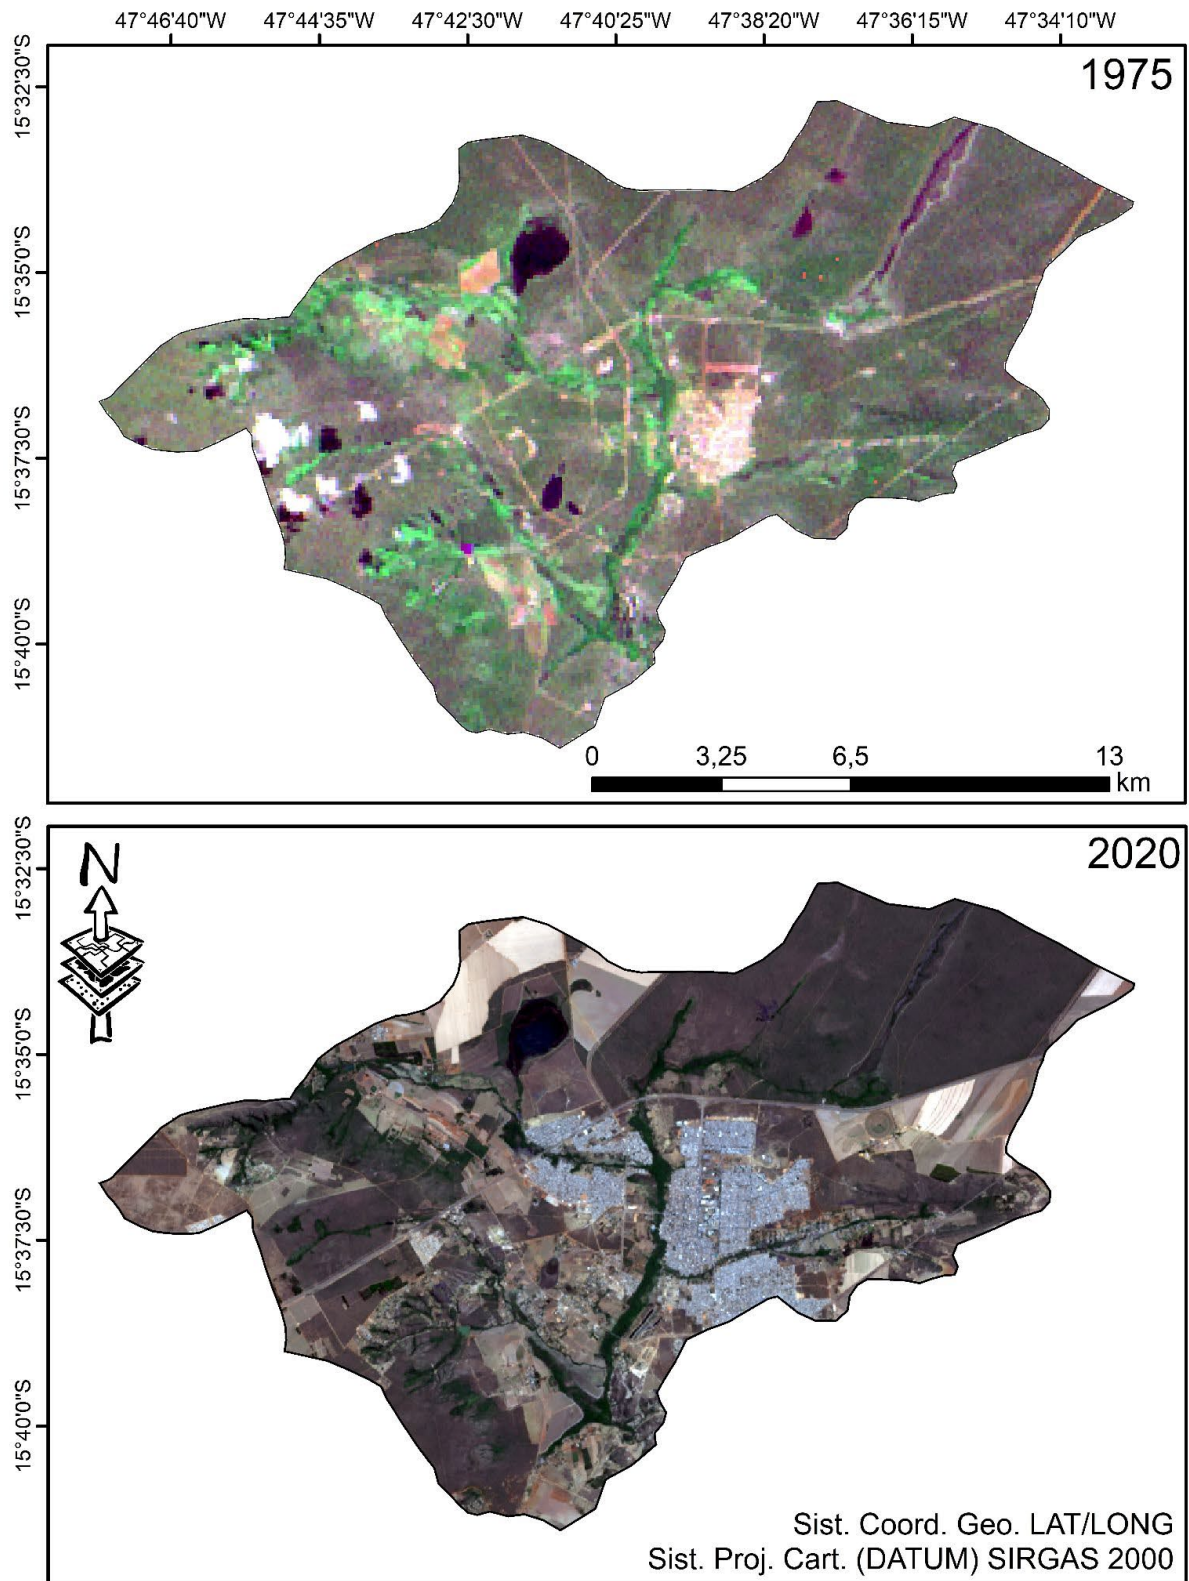 47°46'40"W 47°44'35"W 47°42'30"W 47°40'25"W 47°38'20"W 47°36'15"W 47°34'10"W
1975
15°32'30"S
15°35'0"S
15°37'30"S
15°40'0"S
0 3,25 6,5 13
km
2020
N
15°32'30"S
15°35'0"S
15°37'30"S
15°40'0"S
Sist. Coord. Geo. LAT/LONG
Sist. Proj. Cart. (DATUM) SIRGAS 2000